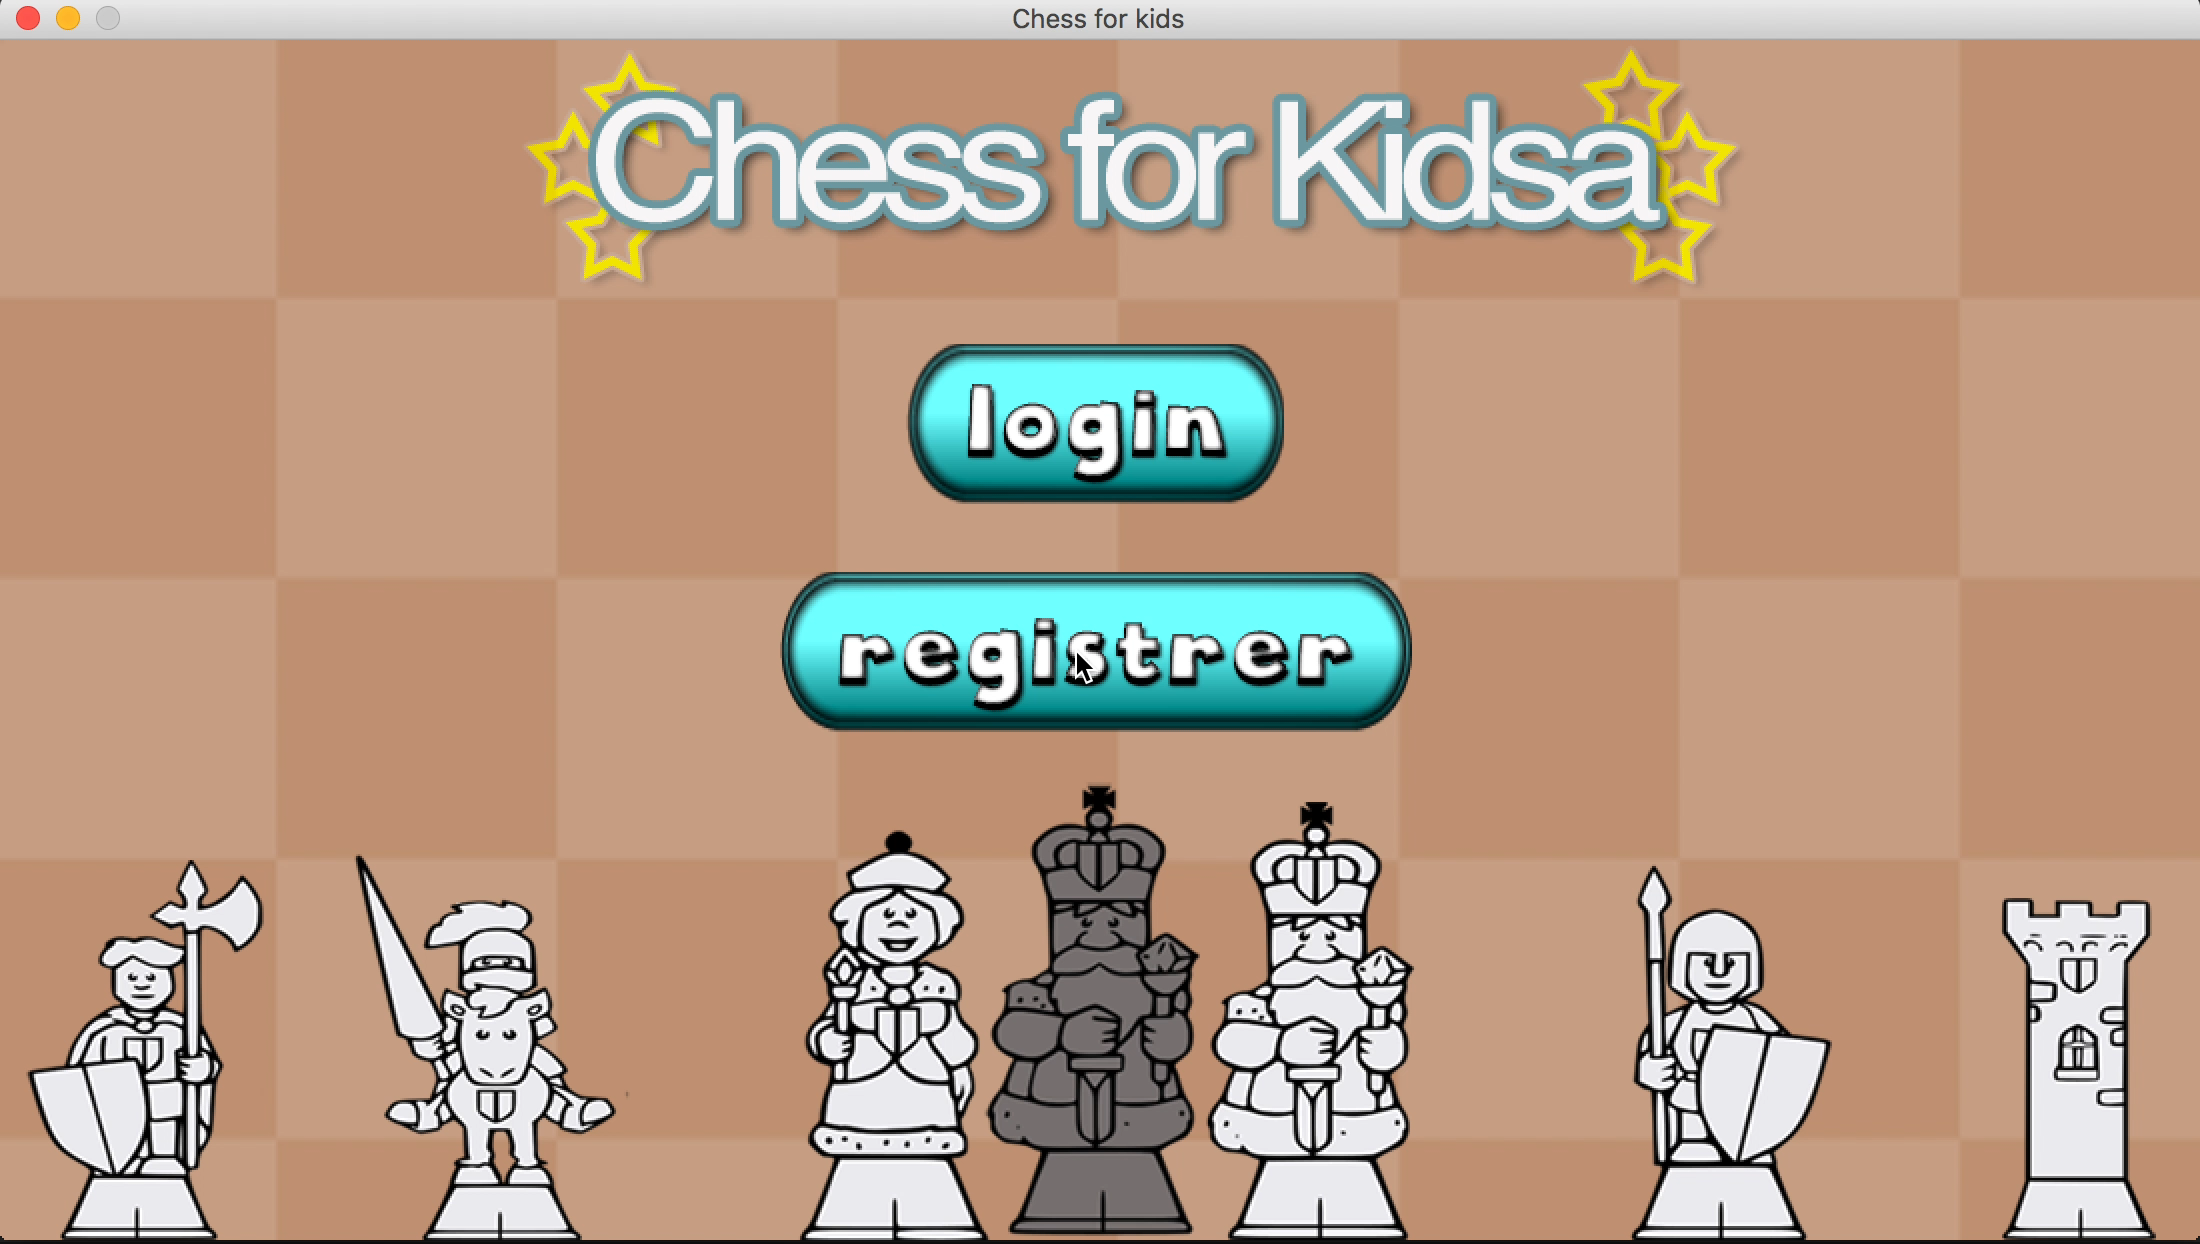 Chess for kids
Chess for Kidsa
login
registrer